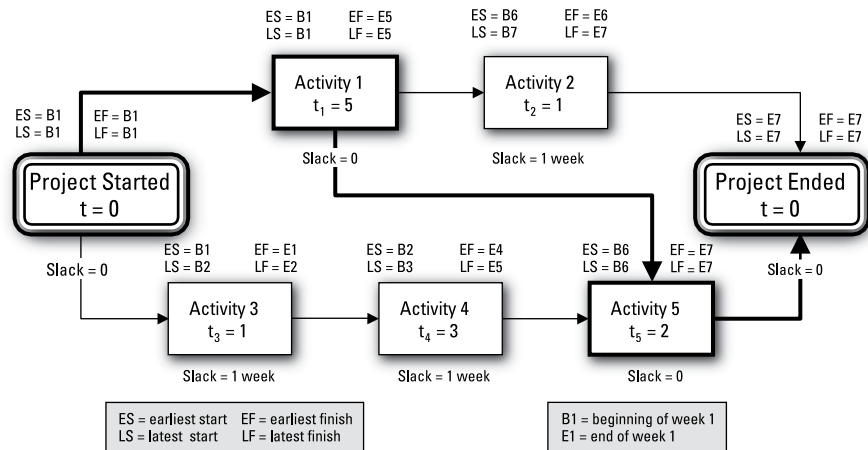 ES = B1 EF = E5
LS = B1 LF = E5
ES = B6 EF = E6
LS = B7 LF = E7
Activity 1
t1 = 5
Activity 2
t2 = 1
ES = B1 EF = B1
LS = B1 LF = B1
ES = E7 EF = E7
LS = E7 LF = E7
Slack = 0
Slack = 1 week
Project Started
t = 0
Project Ended
t = 0
Slack = 0
Slack = 0
ES = B1 EF = E1
LS = B2 LF = E2
ES = B2 EF = E4
LS = B3 LF = E5
ES = B6 EF = E7
LS = B6 LF = E7
Activity 3
t3 = 1
Activity 4
t4 = 3
Activity 5
t5 = 2
Slack = 1 week
Slack = 1 week
Slack = 0
ES = earliest start EF = earliest finish
LS = latest start LF = latest finish
B1 = beginning of week 1
E1 = end of week 1